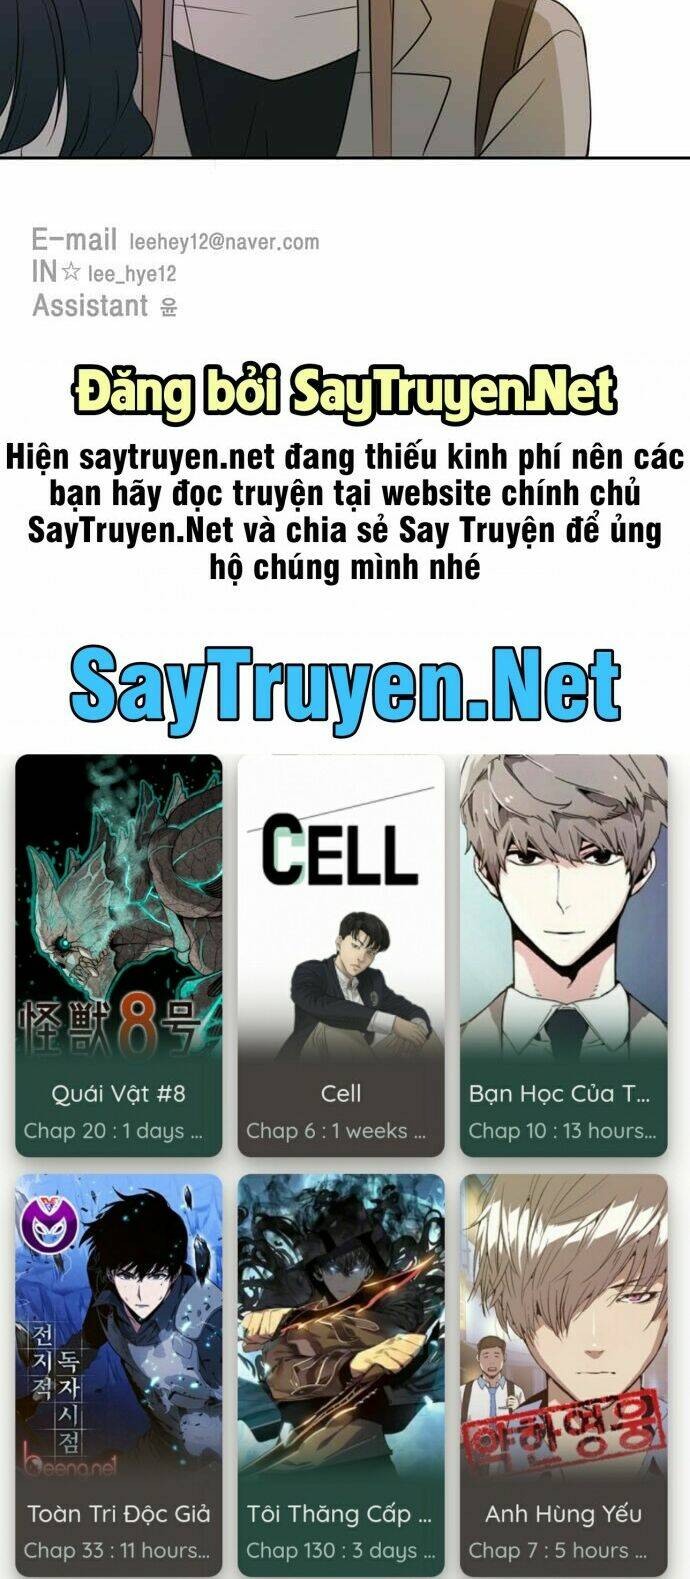 E-mail leehey12@naver.com
IN☆ lee_hye12
Assistant 윤
Đăng bởi SayTruyen.Net
Hiện saytruyen.net đang thiếu kinh phí nên các
bạn hãy đọc truyện tại website chính chủ
SayTruyen.Net và chia sẻ Say Truyện để ủng
hộ chúng mình nhé
SayTruyen.Net
怪獣8号
CELL
Quái Vật #8
Cell
Bạn Học Của T...
Chap 20 : 1 days ...
Chap 6 : 1 weeks ...
Chap 10 : 13 hours...
전지적
독자시점
beeng.net
약한영웅
Toàn Trí Độc Giả
Tôi Thăng Cấp ...
Anh Hùng Yếu
Chap 33 : 11 hours...
Chap 130 : 3 days ...
Chap 7 : 5 hours ...